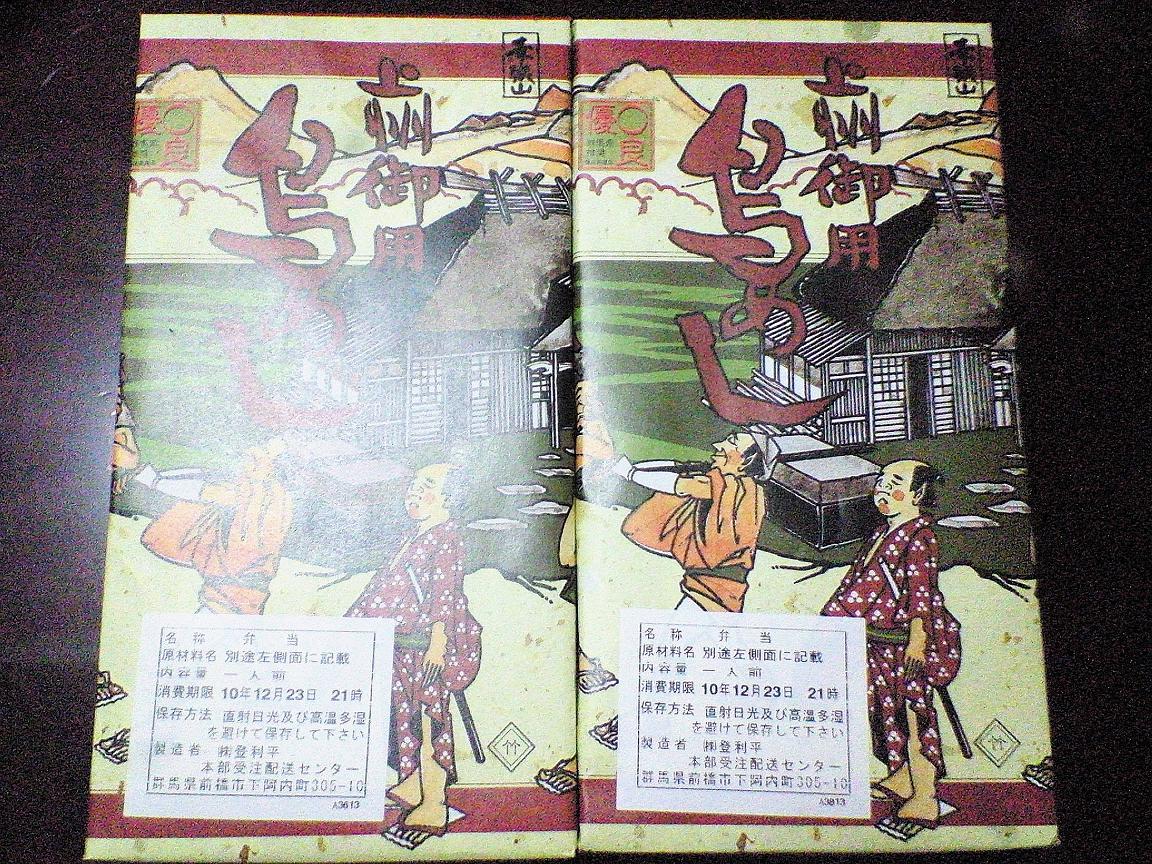 上州御用
鳥めし
優良
竹
名称 弁当
原材料名 別途左側面に記載
内容量 一人前
消費期限 10年12月23日 21時
保存方法 直射日光及び高温多湿
を避けて保存して下さい
製造者 ㈱登利平
本部受注配送センター
群馬県前橋市下阿内町305-10
A3613
上州御用
鳥めし
優良
竹
名称 弁当
原材料名 別途左側面に記載
内容量 一人前
消費期限 10年12月23日 21時
保存方法 直射日光及び高温多湿
を避けて保存して下さい
製造者 ㈱登利平
本部受注配送センター
群馬県前橋市下阿内町305-10